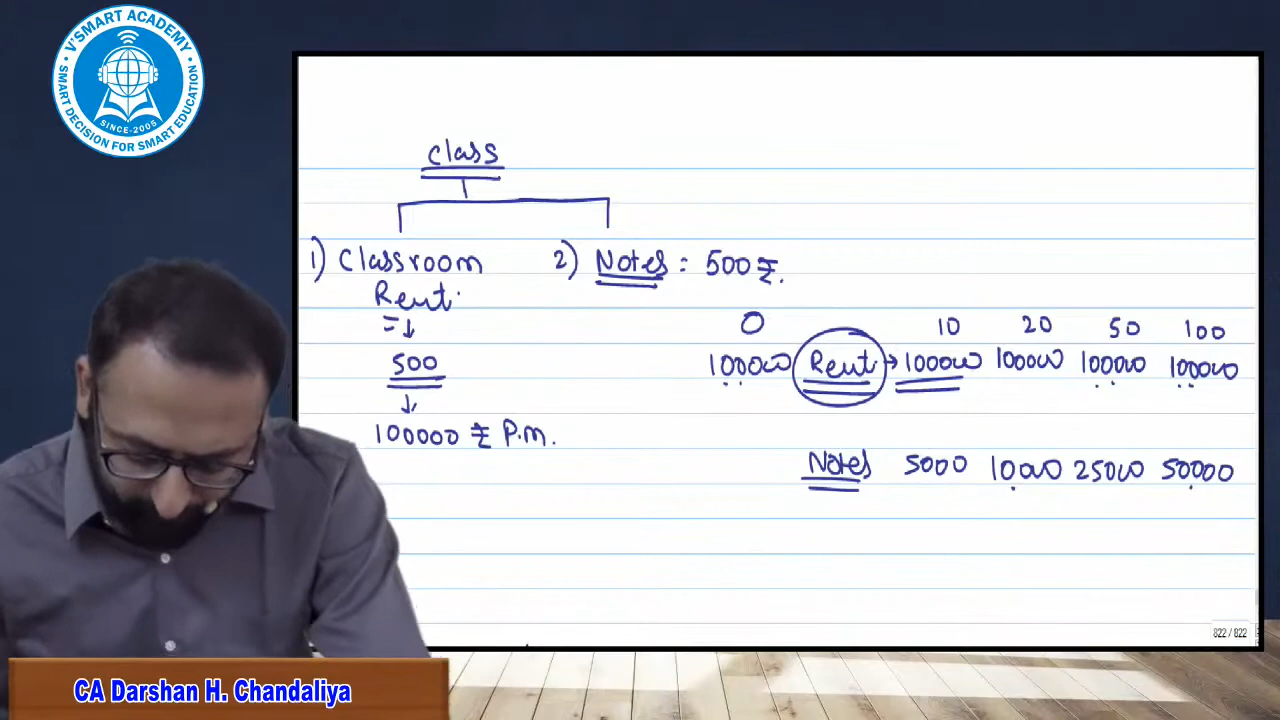 V'SMART ACADEMY
SINCE-2005
SMART DECISION FOR SMART EDUCATION
Class
1) Classroom
Rent
500
100000 ₹ P.M.
2) Notes : 500 ₹.
0 10 20 50 100
100000 Rent → 100000 100000 100000 100000
Notes 5000 10000 25000 50000
822 / 822
CA Darshan H. Chandaliya